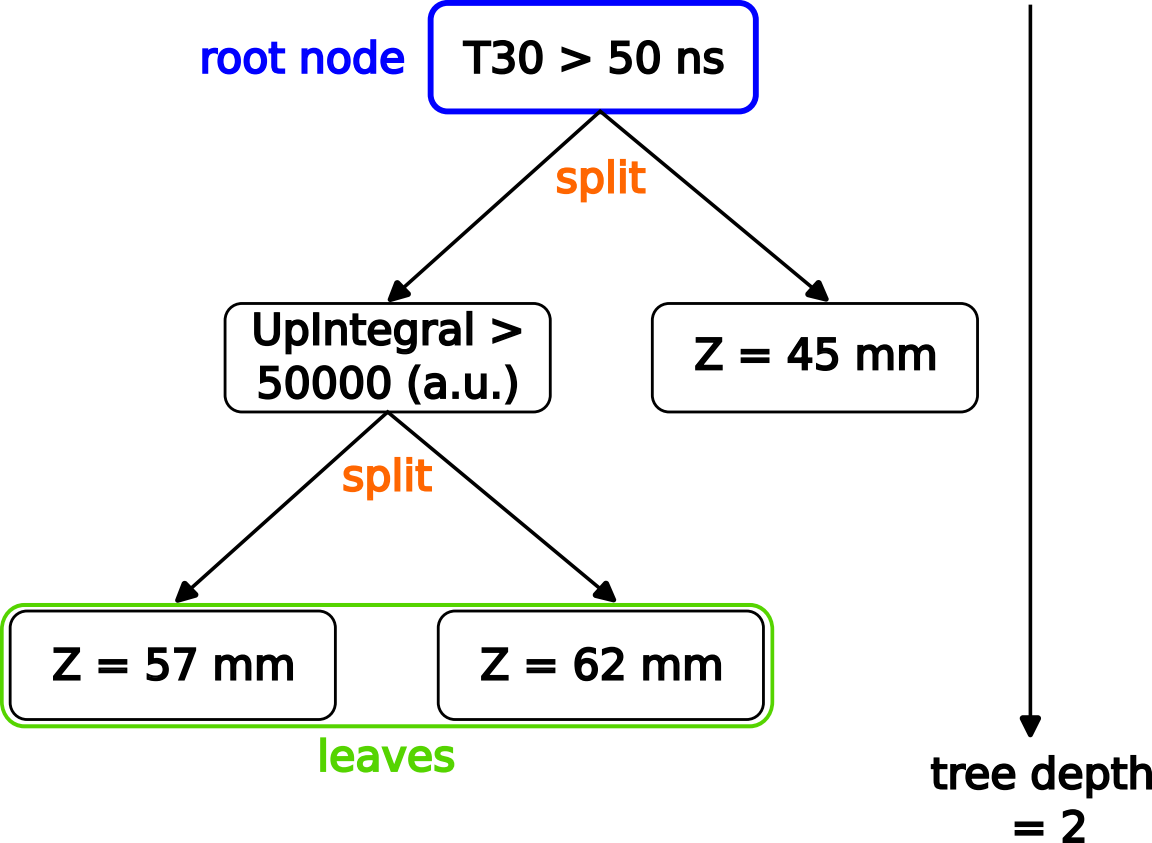 root node
T30 > 50 ns
split
UpIntegral >
50000 (a.u.)
Z = 45 mm
split
Z = 57 mm
Z = 62 mm
leaves
tree depth
= 2